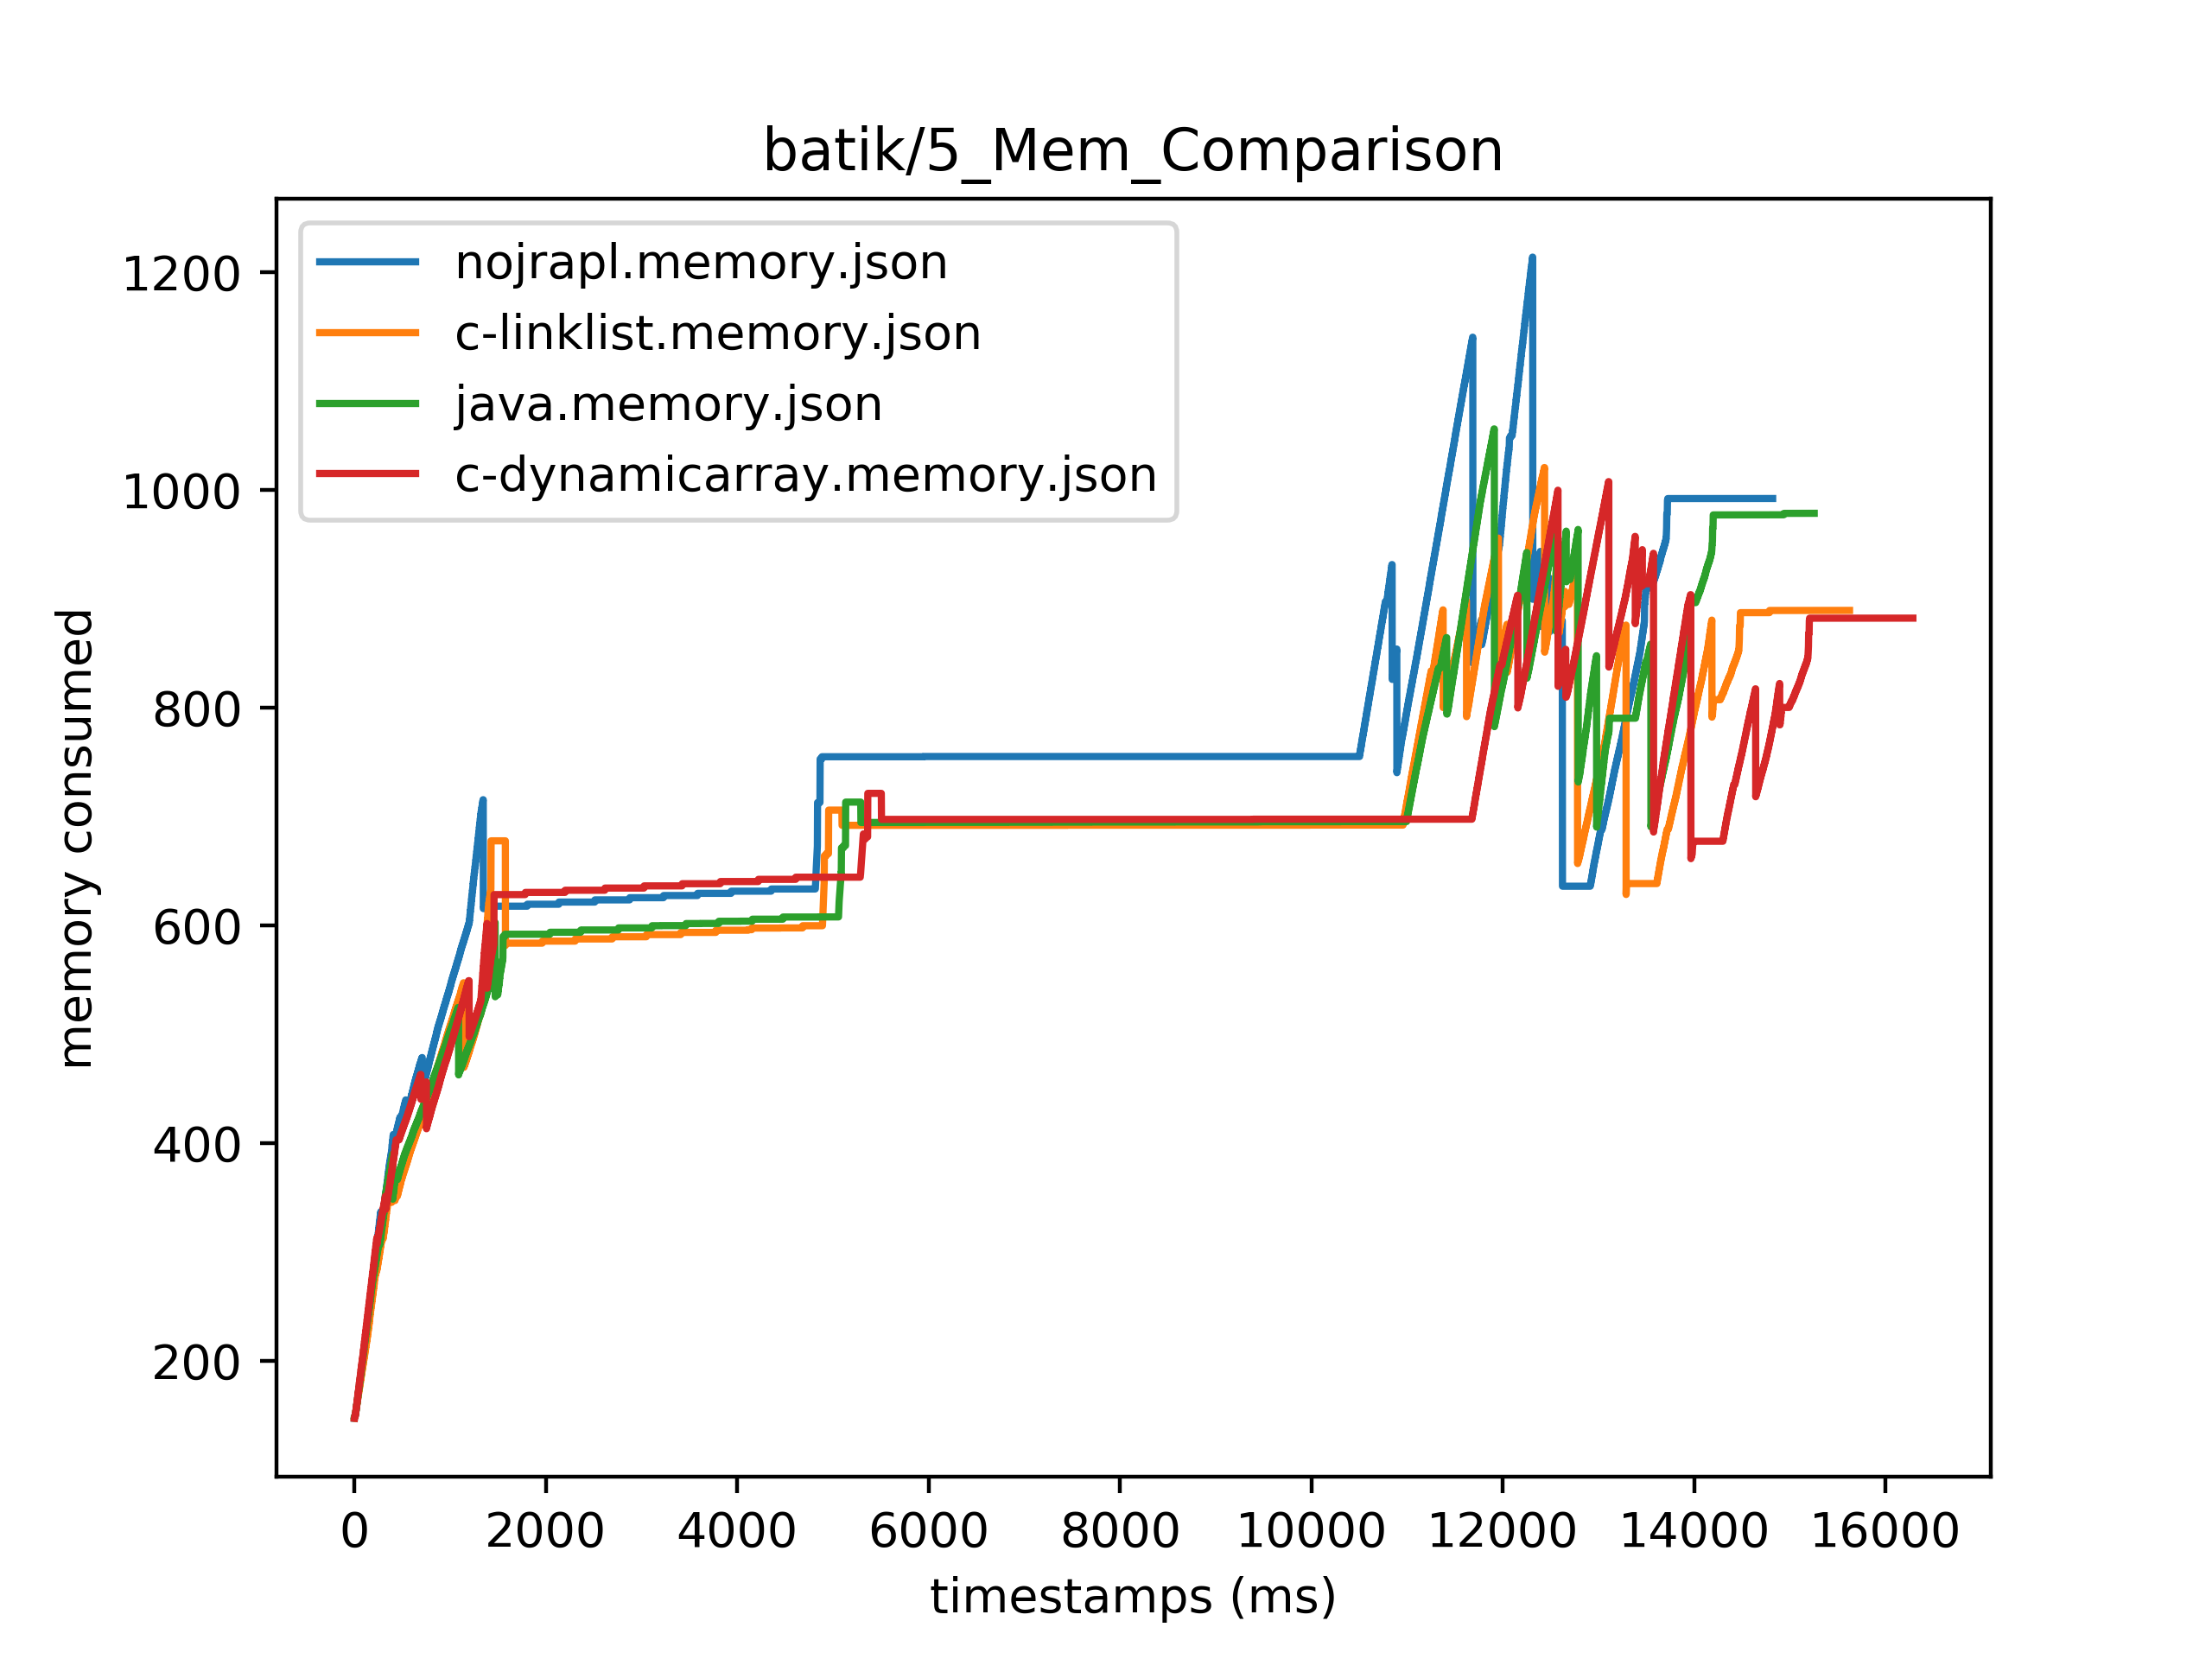 batik/5_Mem_Comparison
nojrapl.memory.json
c-linklist.memory.json
java.memory.json
c-dynamicarray.memory.json
memory consumed
1200
1000
800
600
400
200
0 2000 4000 6000 8000 10000 12000 14000 16000
timestamps (ms)